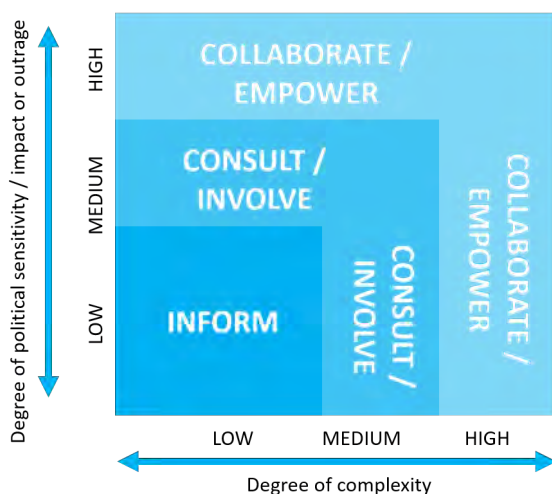 Degree of political sensitivity / impact or outrage
HIGH
MEDIUM
LOW
COLLABORATE /
EMPOWER
CONSULT /
INVOLVE
INFORM
CONSULT /
INVOLVE
COLLABORATE /
EMPOWER
LOW
MEDIUM
HIGH
Degree of complexity